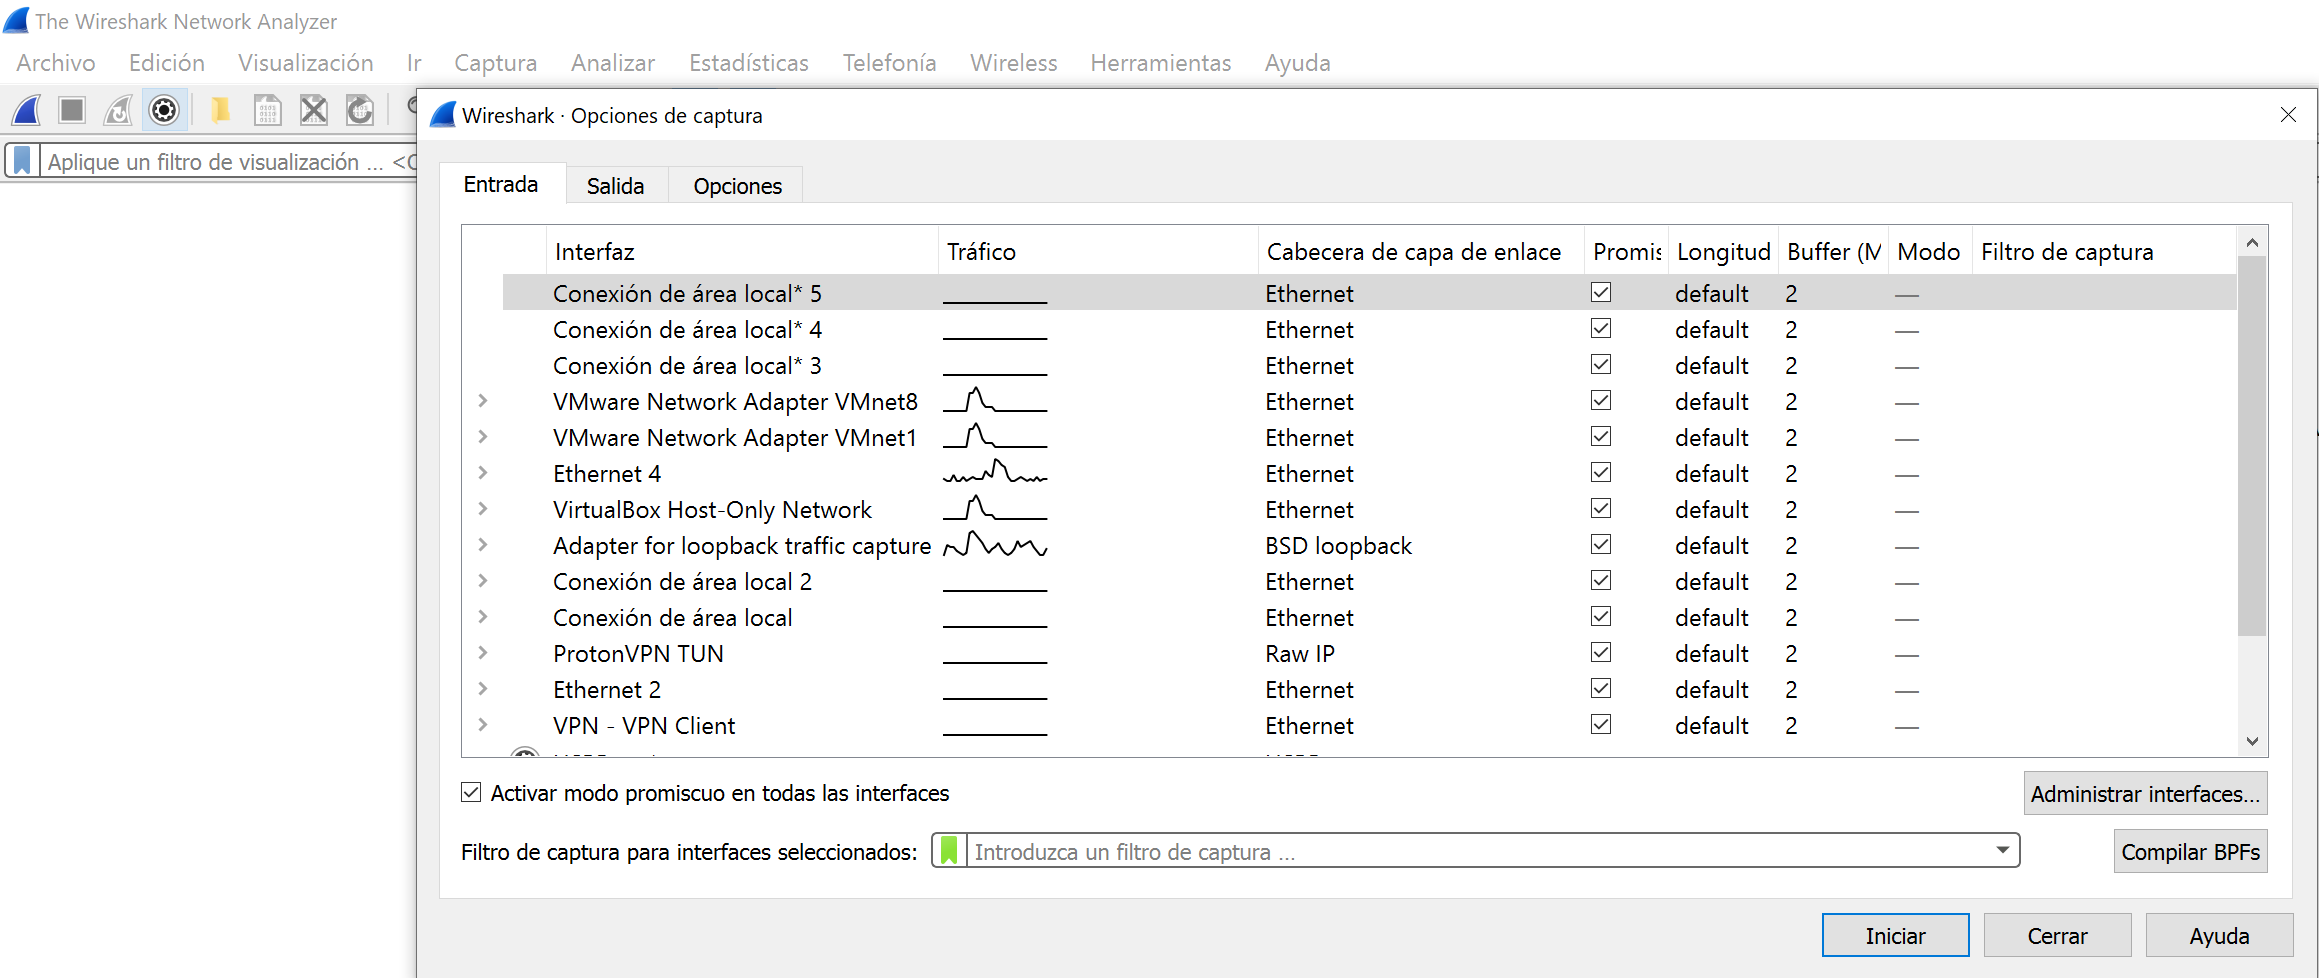 The Wireshark Network Analyzer
Archivo Edición Visualización Ir Captura Analizar Estadísticas Telefonía Wireless Herramientas Ayuda
Aplique un filtro de visualización ... <C
Wireshark · Opciones de captura
Entrada Salida Opciones
Interfaz Tráfico Cabecera de capa de enlace Promis Longitud Buffer (M Modo Filtro de captura
Conexión de área local* 5 Ethernet default 2 —
Conexión de área local* 4 Ethernet default 2 —
Conexión de área local* 3 Ethernet default 2 —
VMware Network Adapter VMnet8 Ethernet default 2 —
VMware Network Adapter VMnet1 Ethernet default 2 —
Ethernet 4 Ethernet default 2 —
VirtualBox Host-Only Network Ethernet default 2 —
Adapter for loopback traffic capture BSD loopback default 2 —
Conexión de área local 2 Ethernet default 2 —
Conexión de área local Ethernet default 2 —
ProtonVPN TUN Raw IP default 2 —
Ethernet 2 Ethernet default 2 —
VPN - VPN Client Ethernet default 2 —
Activar modo promiscuo en todas las interfaces
Administrar interfaces...
Filtro de captura para interfaces seleccionados: Introduzca un filtro de captura ...
Compilar BPFs
Iniciar Cerrar Ayuda